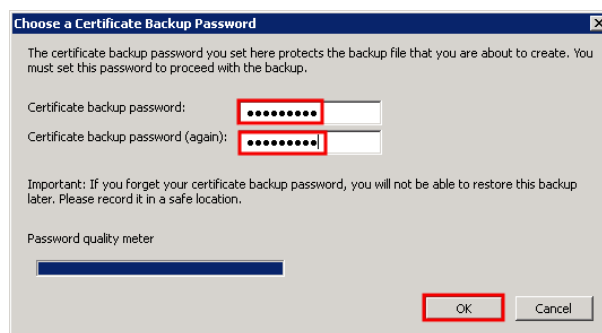 Choose a Certificate Backup Password
The certificate backup password you set here protects the backup file that you are about to create. You
must set this password to proceed with the backup.
Certificate backup password:
Certificate backup password (again):
Important: If you forget your certificate backup password, you will not be able to restore this backup
later. Please record it in a safe location.
Password quality meter
OK
Cancel